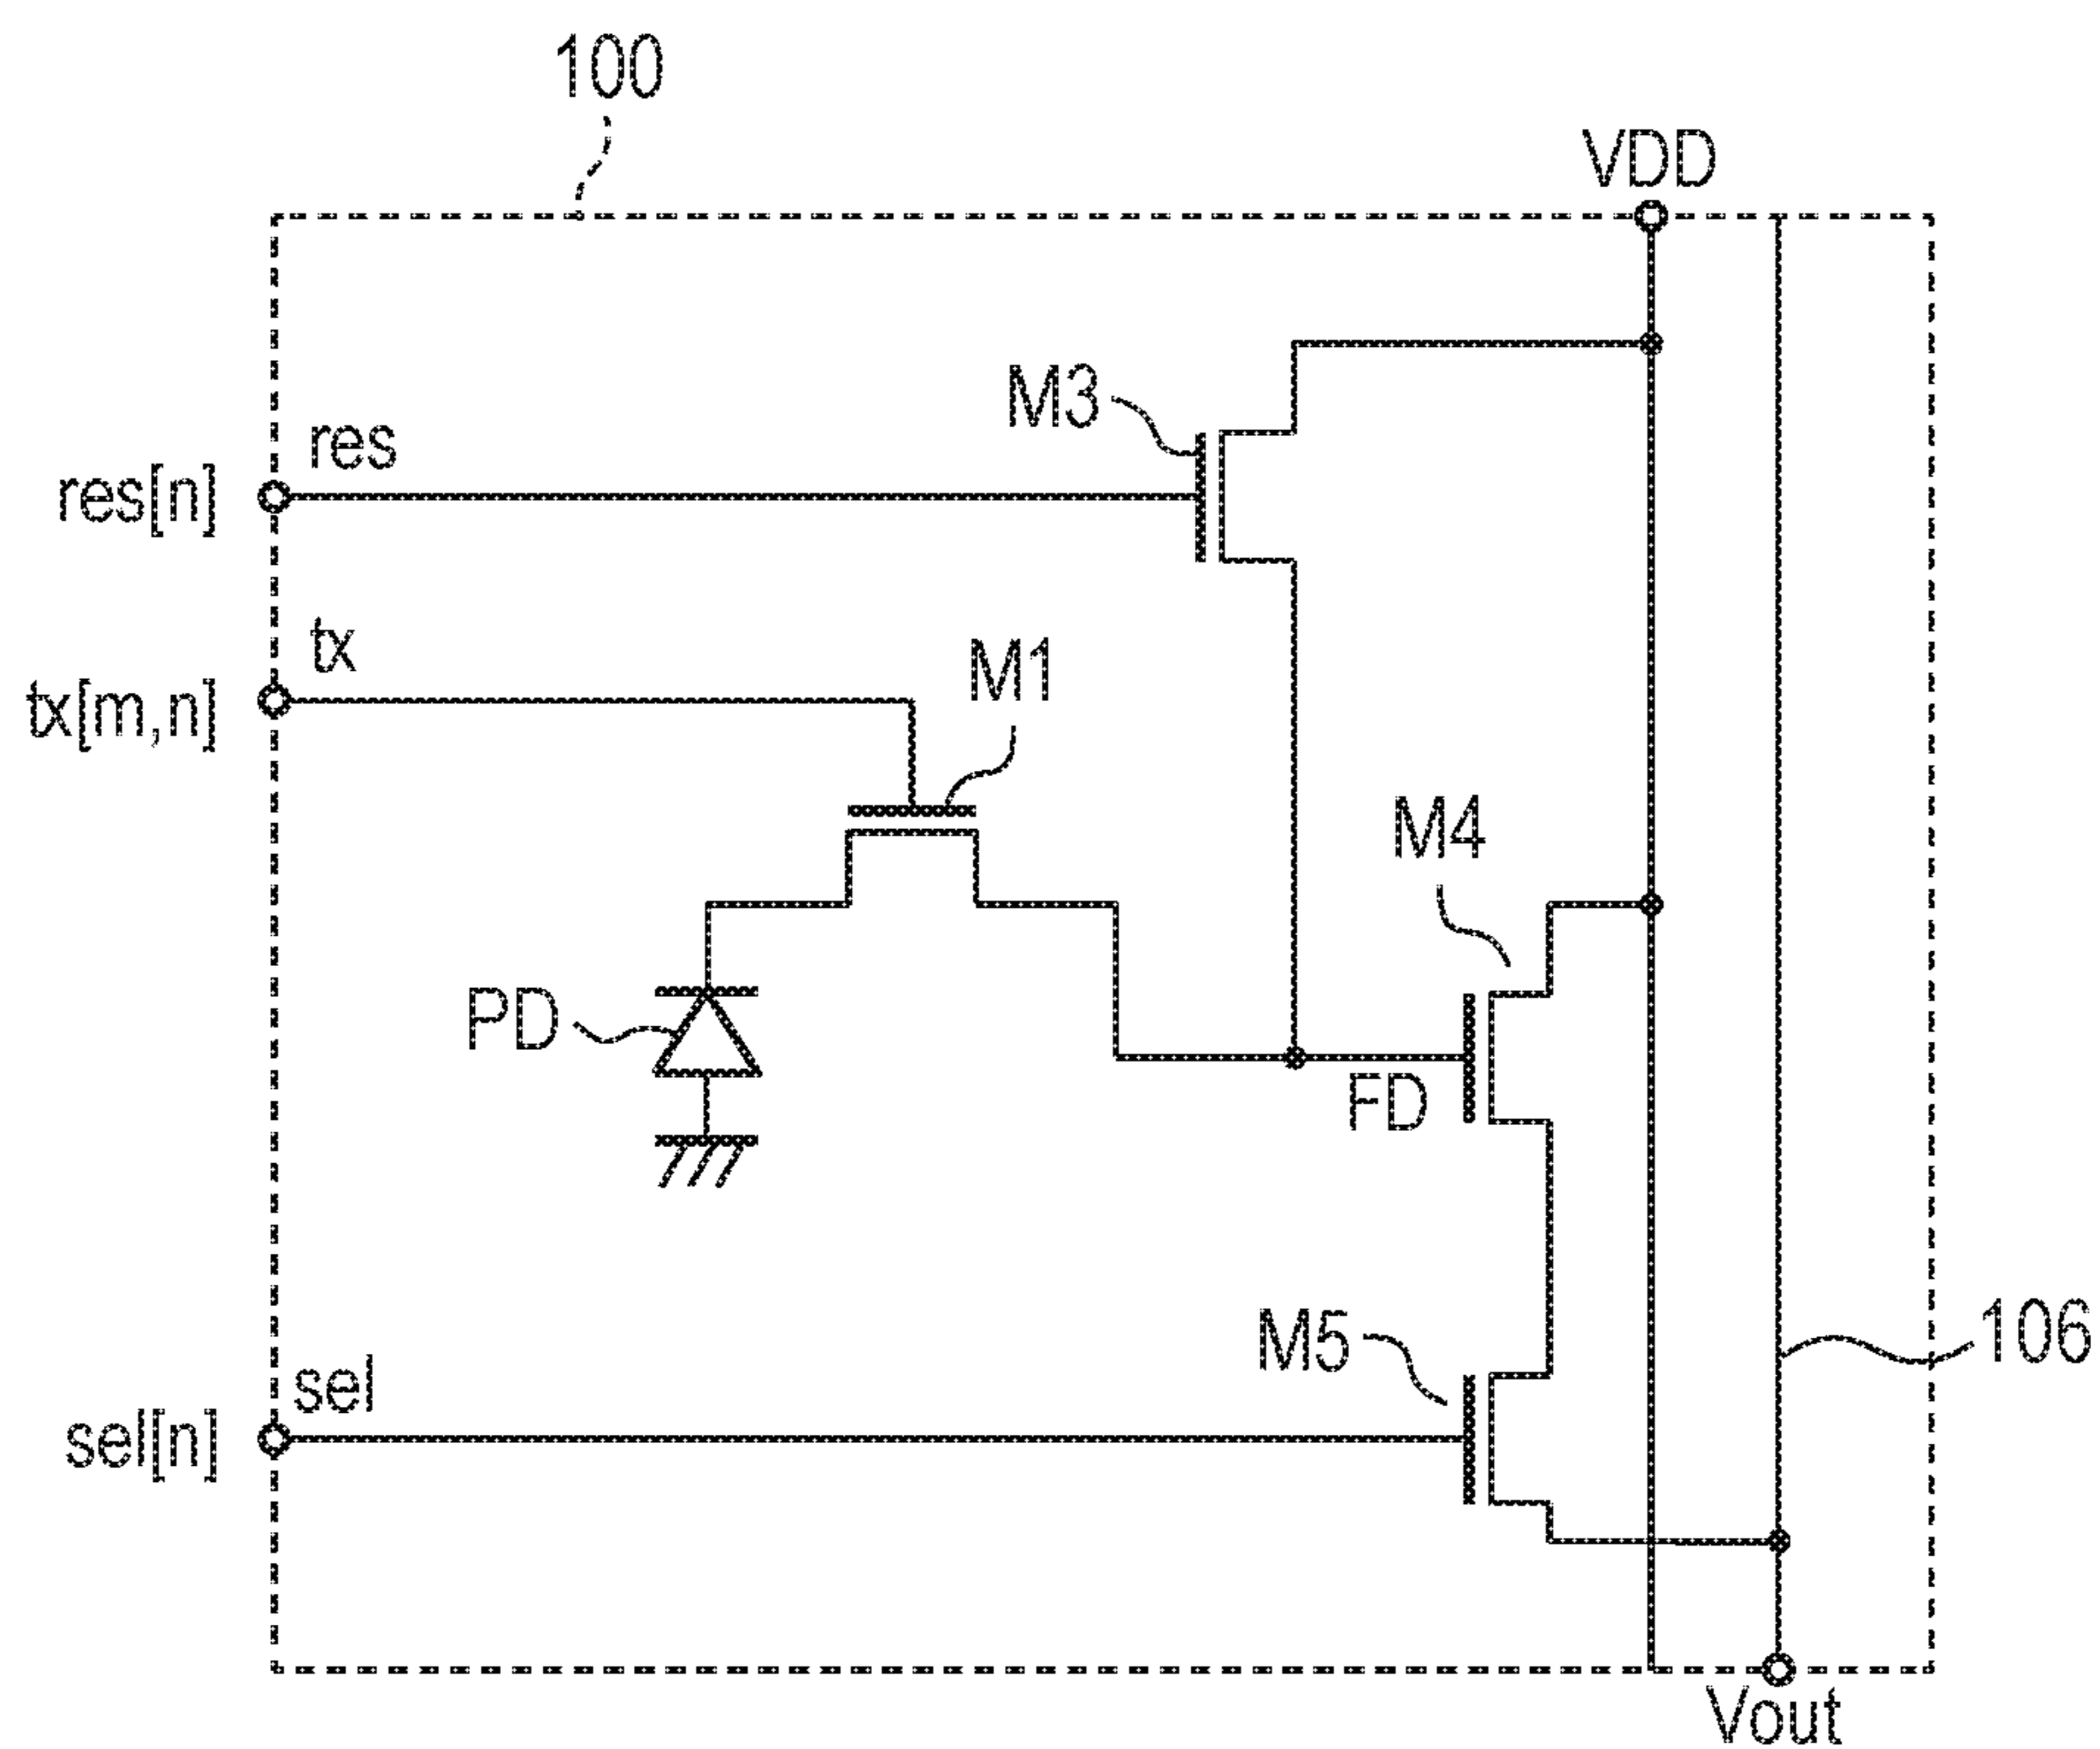 100
VDD
M3
res
res[n]
tx
tx[m,n]
M1
M4
PD
FD
M5
106
sel
sel[n]
Vout